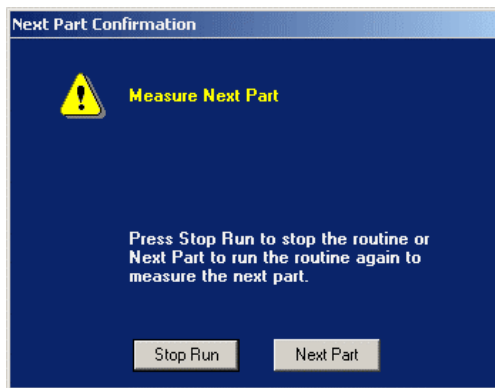 Next Part Confirmation
Measure Next Part
Press Stop Run to stop the routine or
Next Part to run the routine again to
measure the next part.
Stop Run
Next Part